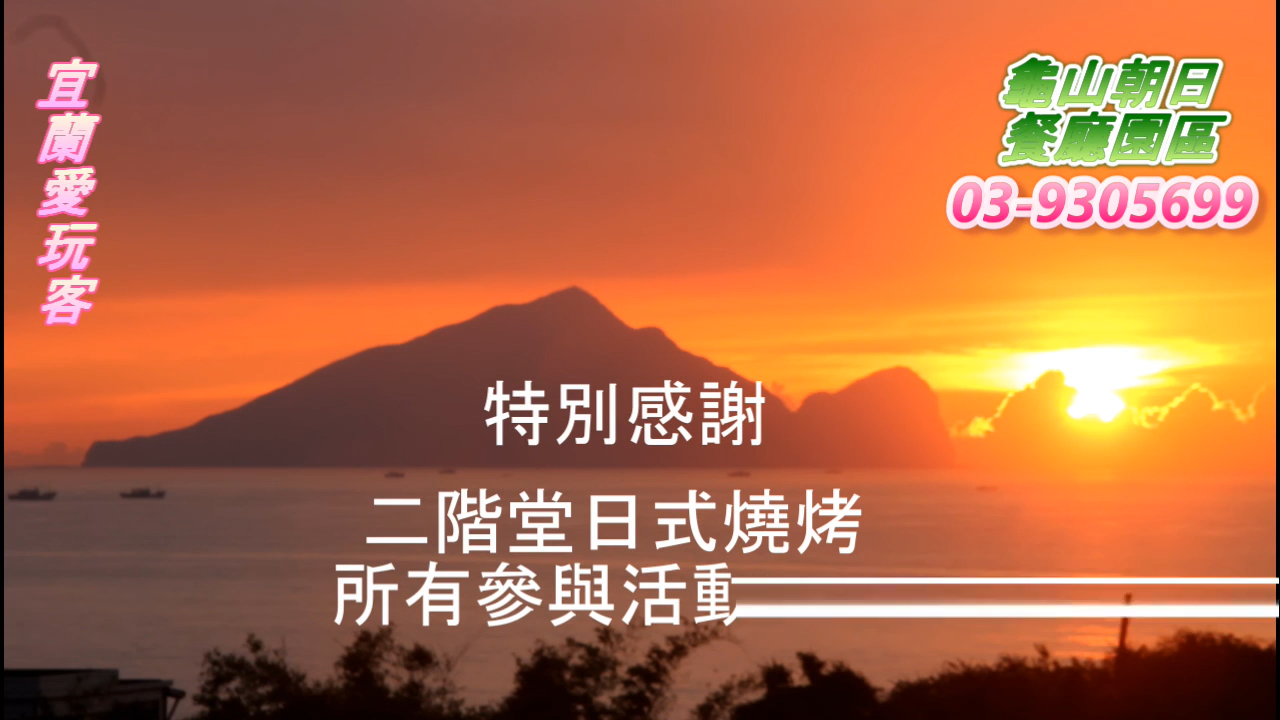 宜蘭愛玩客
龜山朝日
餐廳園區
03-9305699
特別感謝
二階堂日式燒烤
所有參與活動